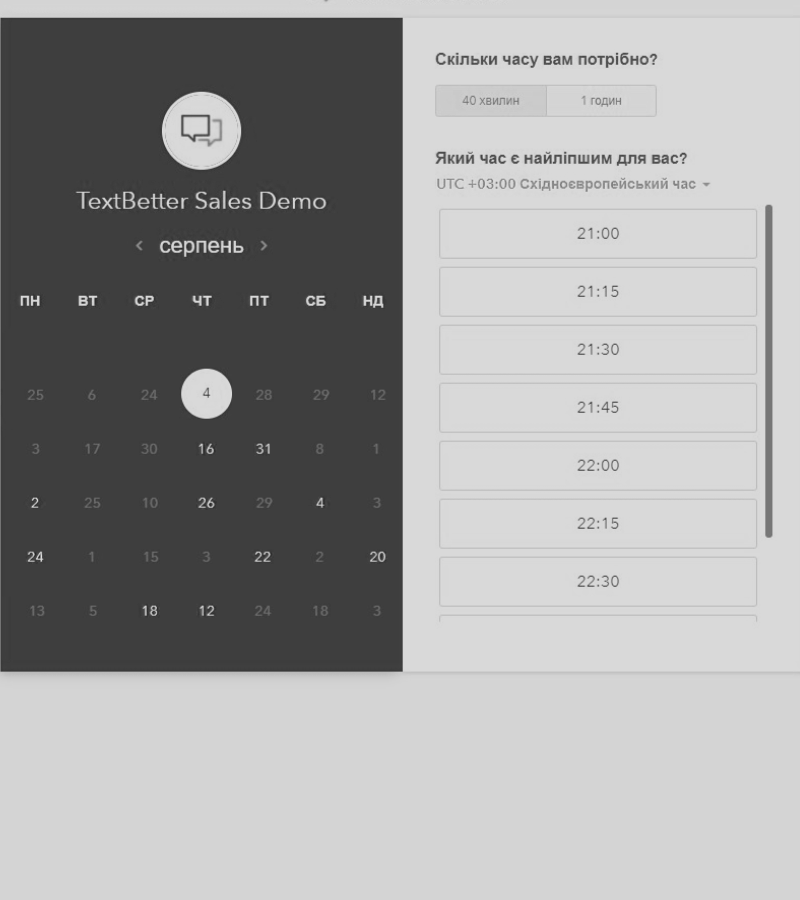 TextBetter Sales Demo
серпень
ПН ВТ СР ЧТ ПТ СБ НД
25 6 24 4 28 29 12
3 17 30 16 31 8 1
2 25 10 26 29 4 3
24 1 15 3 22 2 20
13 5 18 12 24 18 3
Скільки часу вам потрібно?
40 хвилин 1 годин
Який час є найліпшим для вас?
UTC +03:00 Східноєвропейський час
21:00
21:15
21:30
21:45
22:00
22:15
22:30